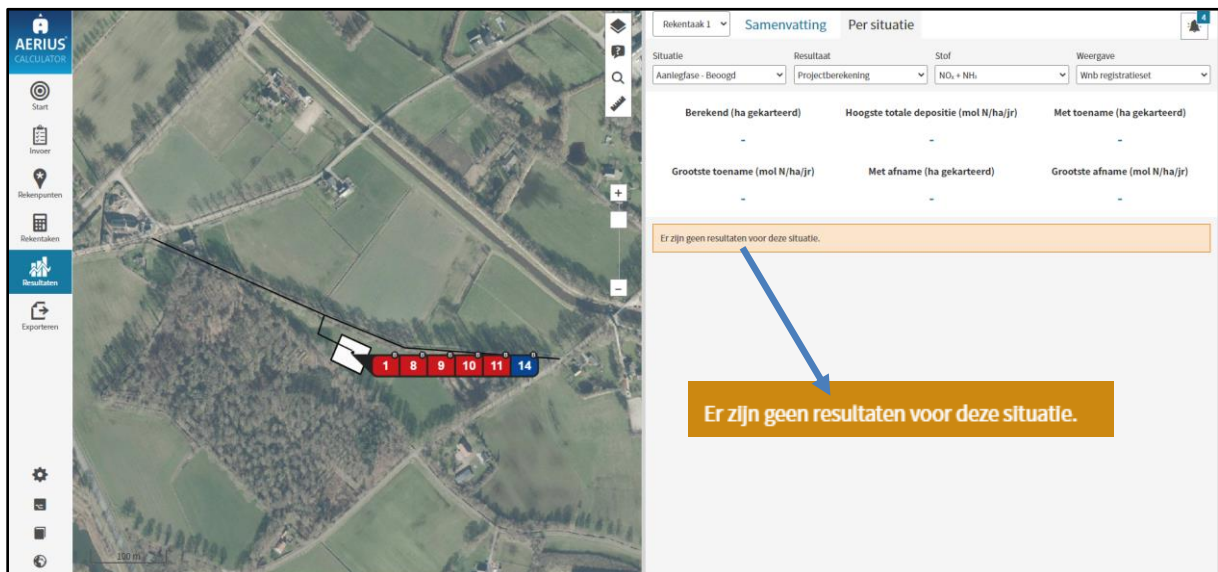 AERIUS
CALCULATOR
Start
Invoer
Rekenpunten
Rekentaken
Resultaten
Exporteren
1 8 9 10 11 14
100 m
Rekentaak 1 Samenvatting Per situatie 4
Situatie Resultaat Stof Weergave
Aanlegfase - Beoogd Projectberekening NOₓ + NH₃ Wnb registratieset
Berekend (ha gekarteerd) Hoogste totale depositie (mol N/ha/jr) Met toename (ha gekarteerd)
- - -
Grootste toename (mol N/ha/jr) Met afname (ha gekarteerd) Grootste afname (mol N/ha/jr)
- - -
Er zijn geen resultaten voor deze situatie.
Er zijn geen resultaten voor deze situatie.